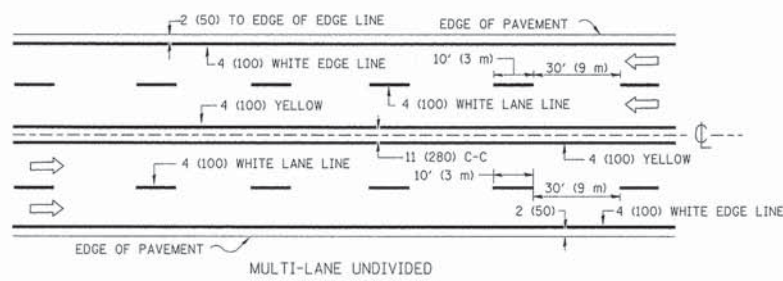 2 (50) TO EDGE OF EDGE LINE
EDGE OF PAVEMENT
4 (100) WHITE EDGE LINE
10' (3 m)
30' (9 m)
4 (100) YELLOW
4 (100) WHITE LANE LINE
CL
4 (100) WHITE LANE LINE
11 (280) C-C
4 (100) YELLOW
10' (3 m)
30' (9 m)
2 (50)
4 (100) WHITE EDGE LINE
EDGE OF PAVEMENT
MULTI-LANE UNDIVIDED